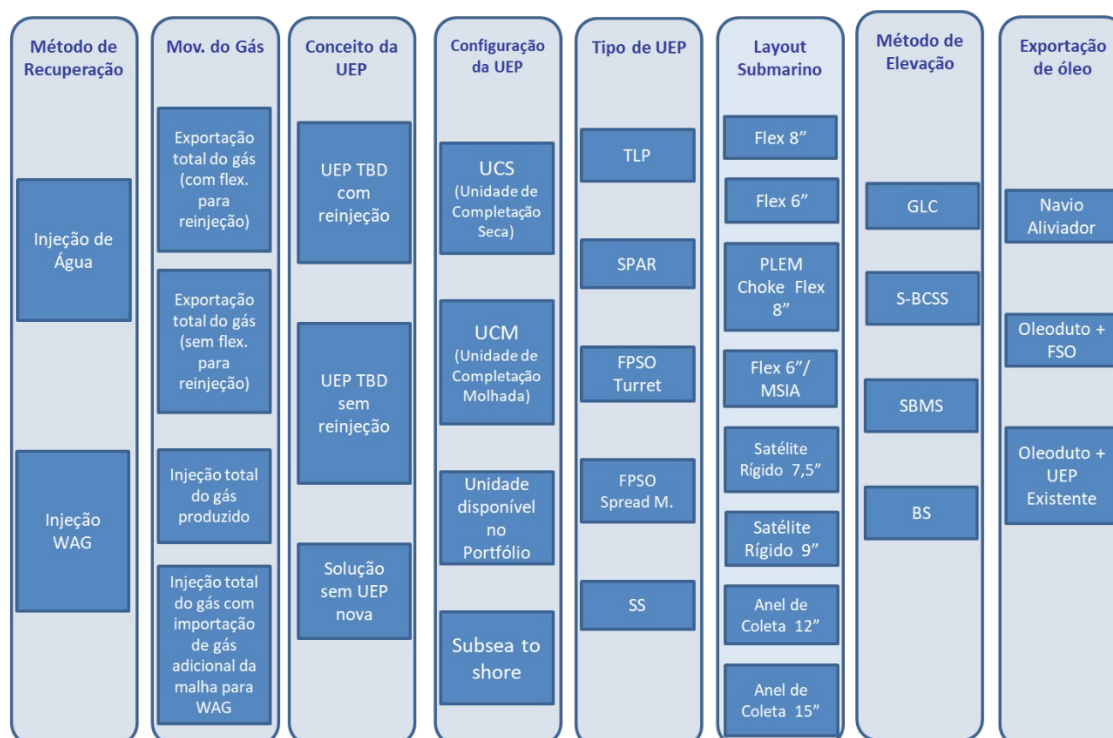 Método de
Recuperação
Injeção de
Água
Injeção
WAG
Mov. do Gás
Exportação
total do gás
(com flex.
para
reinjeção)
Exportação
total do gás
(sem flex.
para
reinjeção)
Injeção total
do gás
produzido
Injeção total
do gás com
importação
de gás
adicional da
malha para
WAG
Conceito da
UEP
UEP TBD
com
reinjeção
UEP TBD
sem
reinjeção
Solução
sem UEP
nova
Configuração
da UEP
UCS
(Unidade de
Completação
Seca)
UCM
(Unidade de
Completação
Molhada)
Unidade
disponível
no
Portfólio
Subsea to
shore
Tipo de UEP
TLP
SPAR
FPSO
Turret
FPSO
Spread M.
SS
Layout
Submarino
Flex 8”
Flex 6”
PLEM
Choke Flex
8”
Flex 6”/
MSIA
Satélite
Rígido 7,5”
Satélite
Rígido 9”
Anel de
Coleta 12”
Anel de
Coleta 15”
Método de
Elevação
GLC
S-BCSS
SBMS
BS
Exportação
de óleo
Navio
Aliviador
Oleoduto +
FSO
Oleoduto +
UEP
Existente